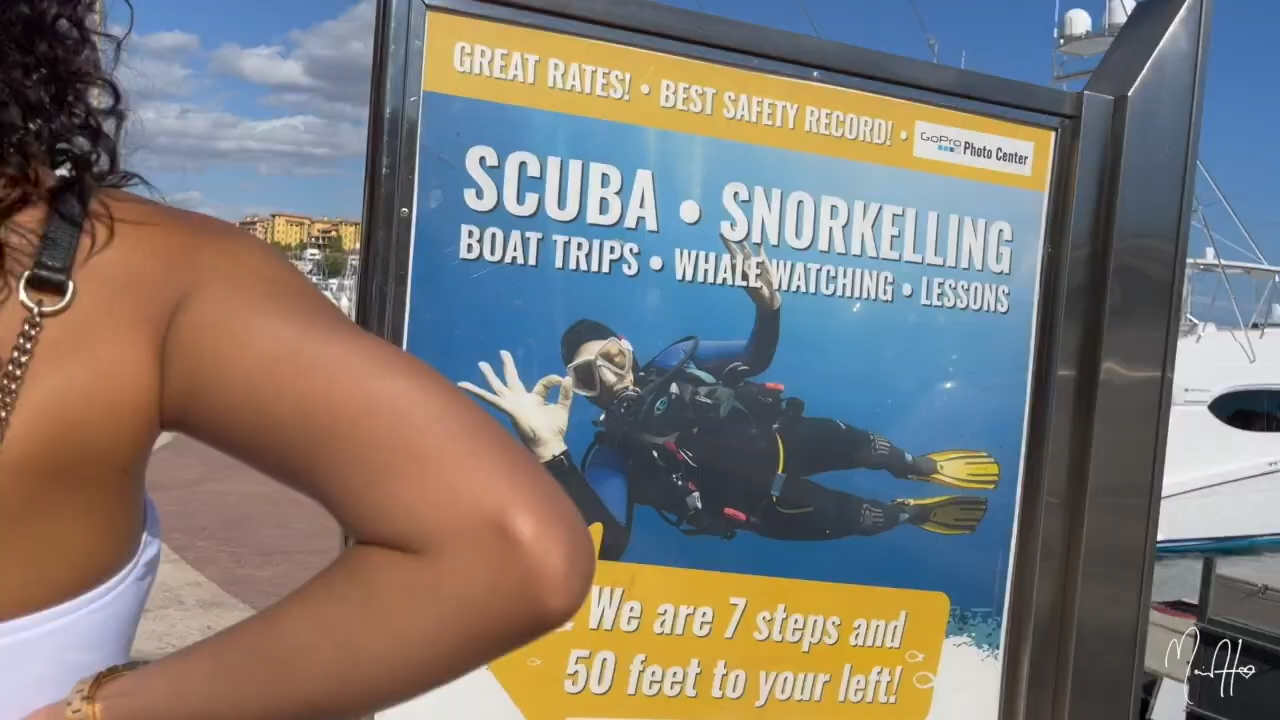 GREAT RATES! • BEST SAFETY RECORD! • GoPro Photo Center
SCUBA • SNORKELLING
BOAT TRIPS • WHALE WATCHING • LESSONS
We are 7 steps and
50 feet to your left!